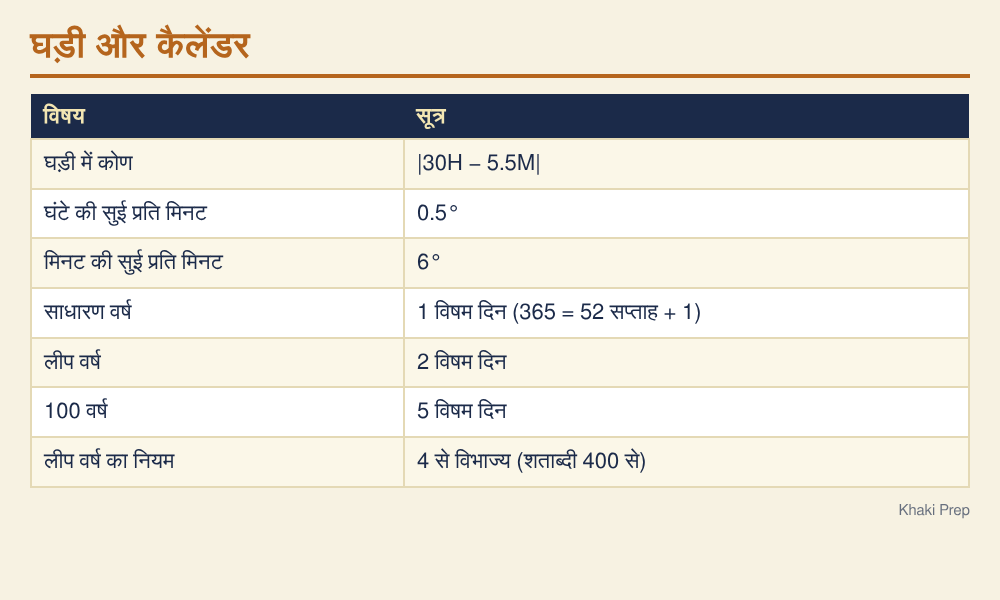 घड़ी और कैलेंडर
विषय सूत्र
घड़ी में कोण |30H – 5.5M|
घंटे की सुई प्रति मिनट 0.5°
मिनट की सुई प्रति मिनट 6°
साधारण वर्ष 1 विषम दिन (365 = 52 सप्ताह + 1)
लीप वर्ष 2 विषम दिन
100 वर्ष 5 विषम दिन
लीप वर्ष का नियम 4 से विभाज्य (शताब्दी 400 से)
Khaki Prep